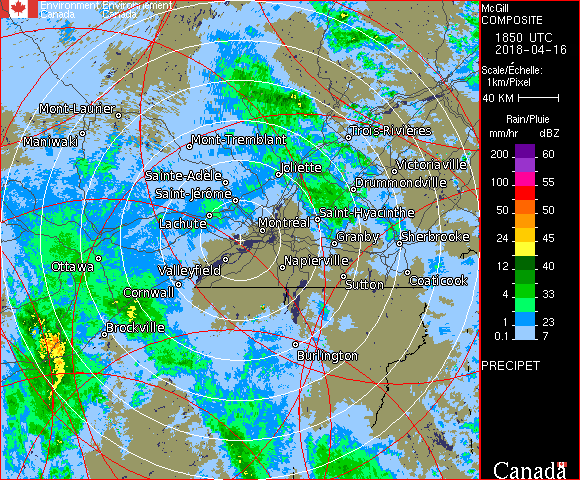 Environment Environnement
Canada Canada
McGill
COMPOSITE
1850 UTC
2018-04-16
Scale/Échelle:
1km/Pixel
40 KM
Rain/Pluie
mm/hr dBZ
200 60
100 55
50 50
24 45
12 40
4 33
1 23
0.1 7
PRECIPET
Canada
Mont-Laurier
Maniwaki
Mont-Tremblant
Trois-Rivières
Joliette
Victoriaville
Sainte-Adèle
Drummondville
Saint-Jérôme
Saint-Hyacinthe
Lachute
Montréal
Granby
Sherbrooke
Ottawa
Valleyfield
Napierville
Sutton
Coaticook
Cornwall
Brockville
Burlington